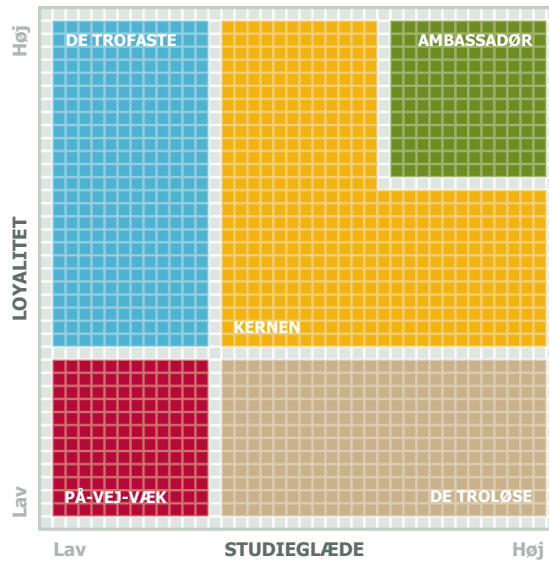 Høj
DE TROFASTE
AMBASSADØR
LOYALITET
KERNEN
Lav
PÅ-VEJ-VÆK
DE TROLØSE
Lav
STUDIEGLÆDE
Høj